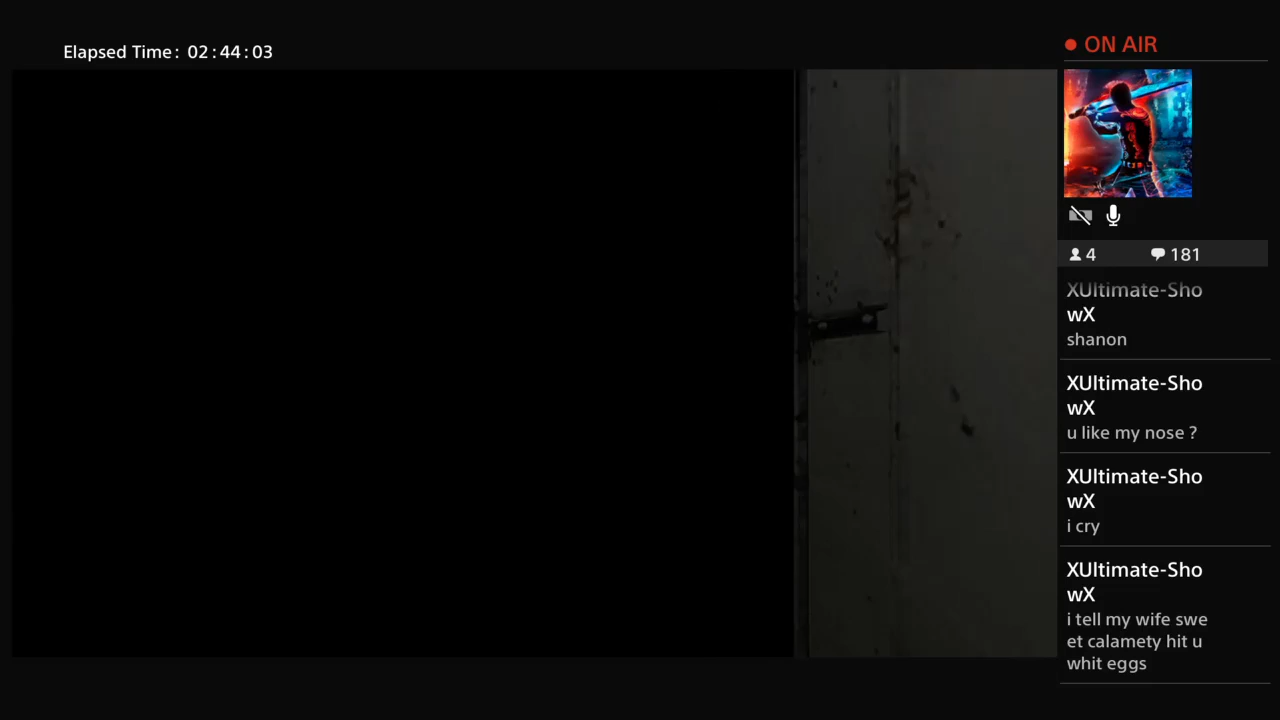 Elapsed Time: 02:44:03
ON AIR
4 181
XUltimate-Sho
wX
shanon
XUltimate-Sho
wX
u like my nose ?
XUltimate-Sho
wX
i cry
XUltimate-Sho
wX
i tell my wife swe
et calamety hit u
whit eggs